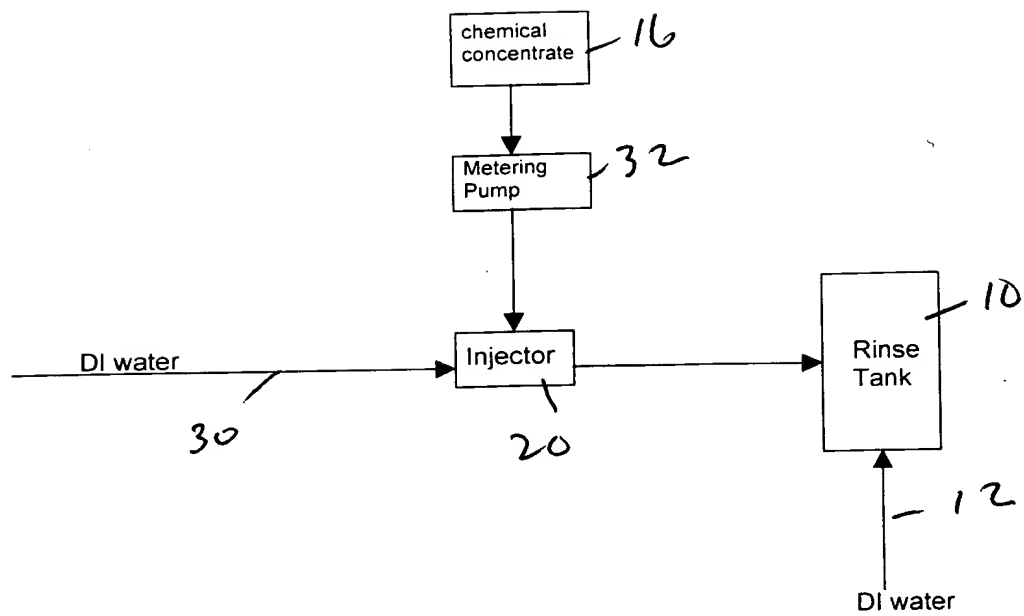 chemical
concentrate
16
Metering
Pump
32
DI water
30
Injector
20
Rinse
Tank
10
12
DI water